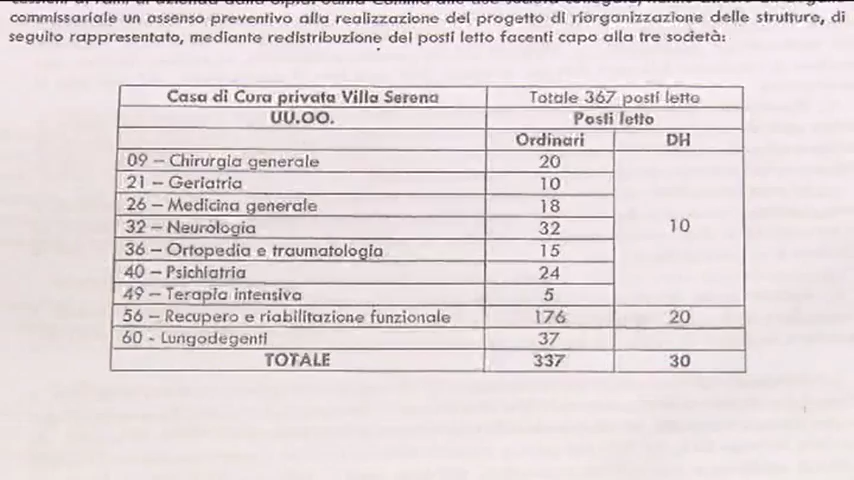 commissariale un assenso preventivo alla realizzazione del progetto di riorganizzazione delle strutture, di
seguito rappresentato, mediante redistribuzione dei posti letto facenti capo alla tre società:
Casa di Cura privata Villa Serena Totale 367 posti letto
UU.OO. Posti letto
Ordinari DH
09 – Chirurgia generale 20
21 – Geriatria 10
26 – Medicina generale 18
32 – Neurologia 32 10
36 – Ortopedia e traumatologia 15
40 – Psichiatria 24
49 – Terapia intensiva 5
56 – Recupero e riabilitazione funzionale 176 20
60 - Lungodegenti 37
TOTALE 337 30